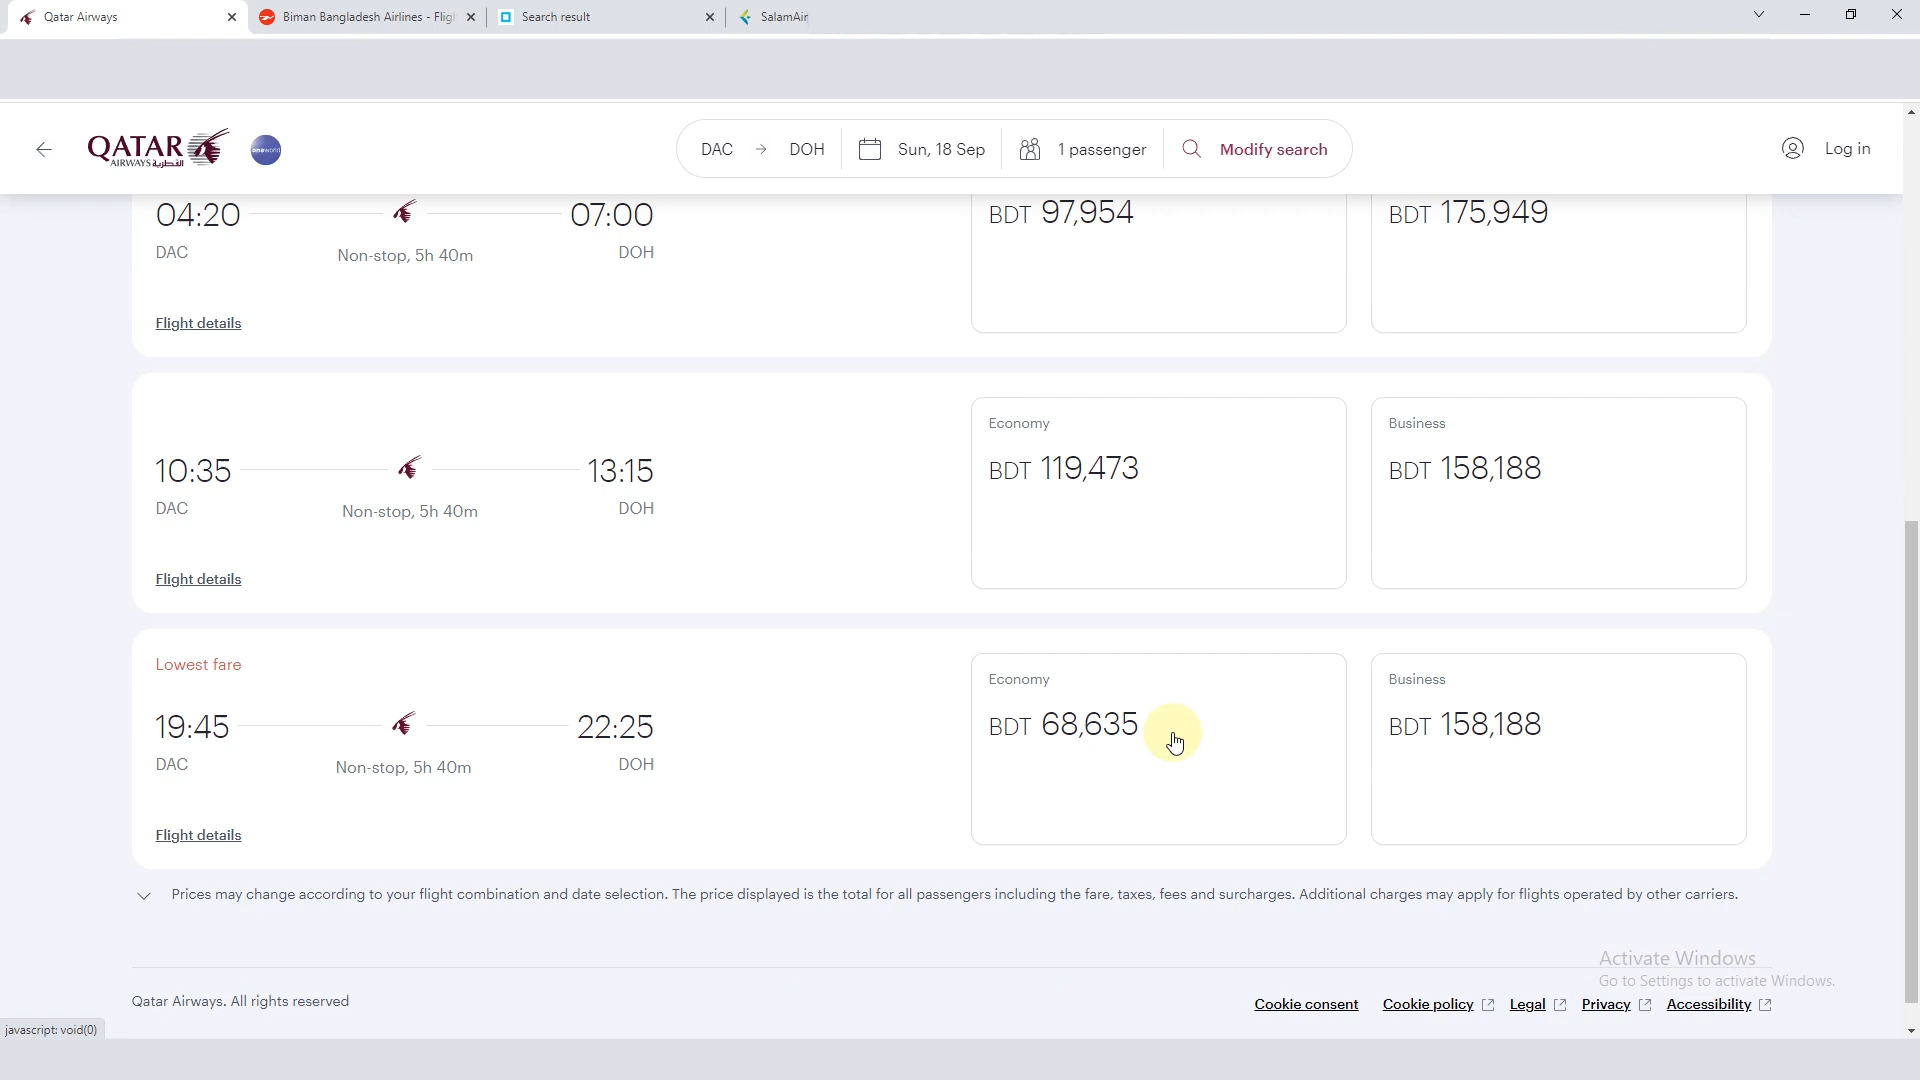 Qatar Airways
Biman Bangladesh Airlines - Flig
Search result
SalamAir
QATAR
AIRWAYS القطرية
oneworld
DAC → DOH
Sun, 18 Sep
1 passenger
Modify search
Log in
04:20
07:00
BDT 97,954
BDT 175,949
DAC
Non-stop, 5h 40m
DOH
Flight details
Economy
Business
10:35
13:15
BDT 119,473
BDT 158,188
DAC
Non-stop, 5h 40m
DOH
Flight details
Lowest fare
Economy
Business
19:45
22:25
BDT 68,635
BDT 158,188
DAC
Non-stop, 5h 40m
DOH
Flight details
Prices may change according to your flight combination and date selection. The price displayed is the total for all passengers including the fare, taxes, fees and surcharges. Additional charges may apply for flights operated by other carriers.
Activate Windows
Go to Settings to activate Windows.
Qatar Airways. All rights reserved
Cookie consent
Cookie policy
Legal
Privacy
Accessibility
javascript: void(0)